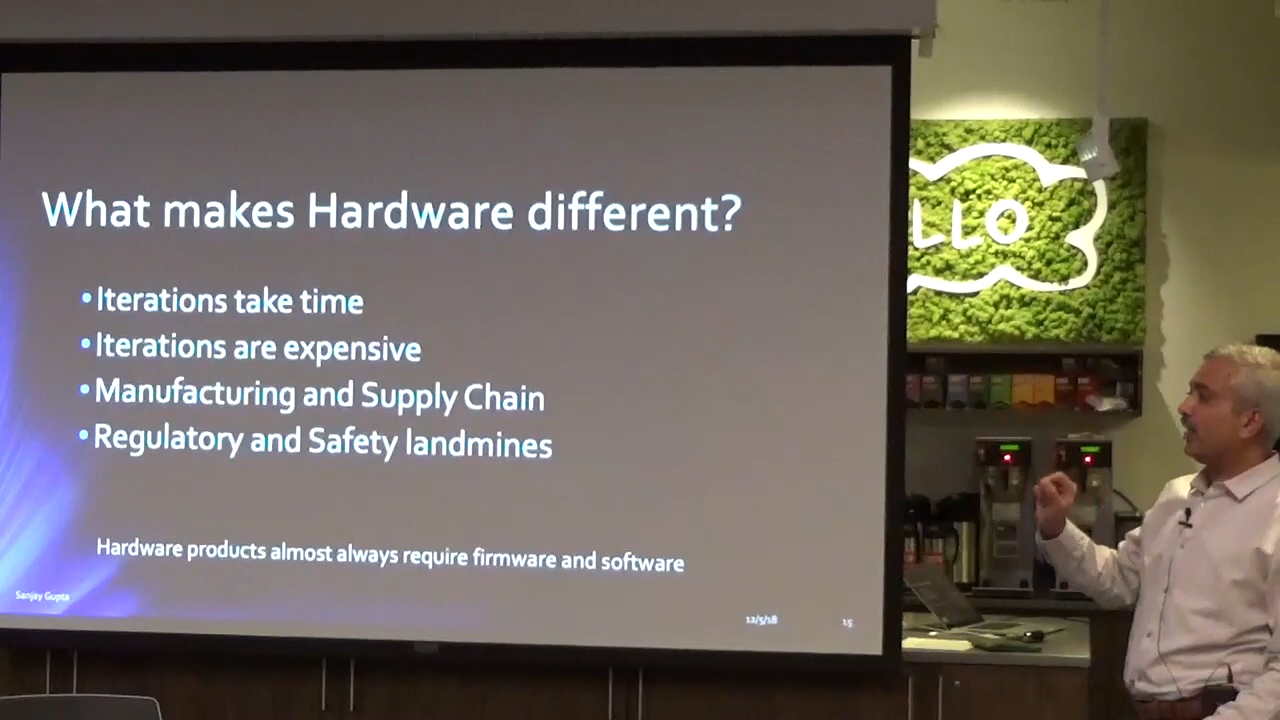 What makes Hardware different?
• Iterations take time
• Iterations are expensive
• Manufacturing and Supply Chain
• Regulatory and Safety landmines
Hardware products almost always require firmware and software
Sanjay Gupta
12/5/18
15
LLO